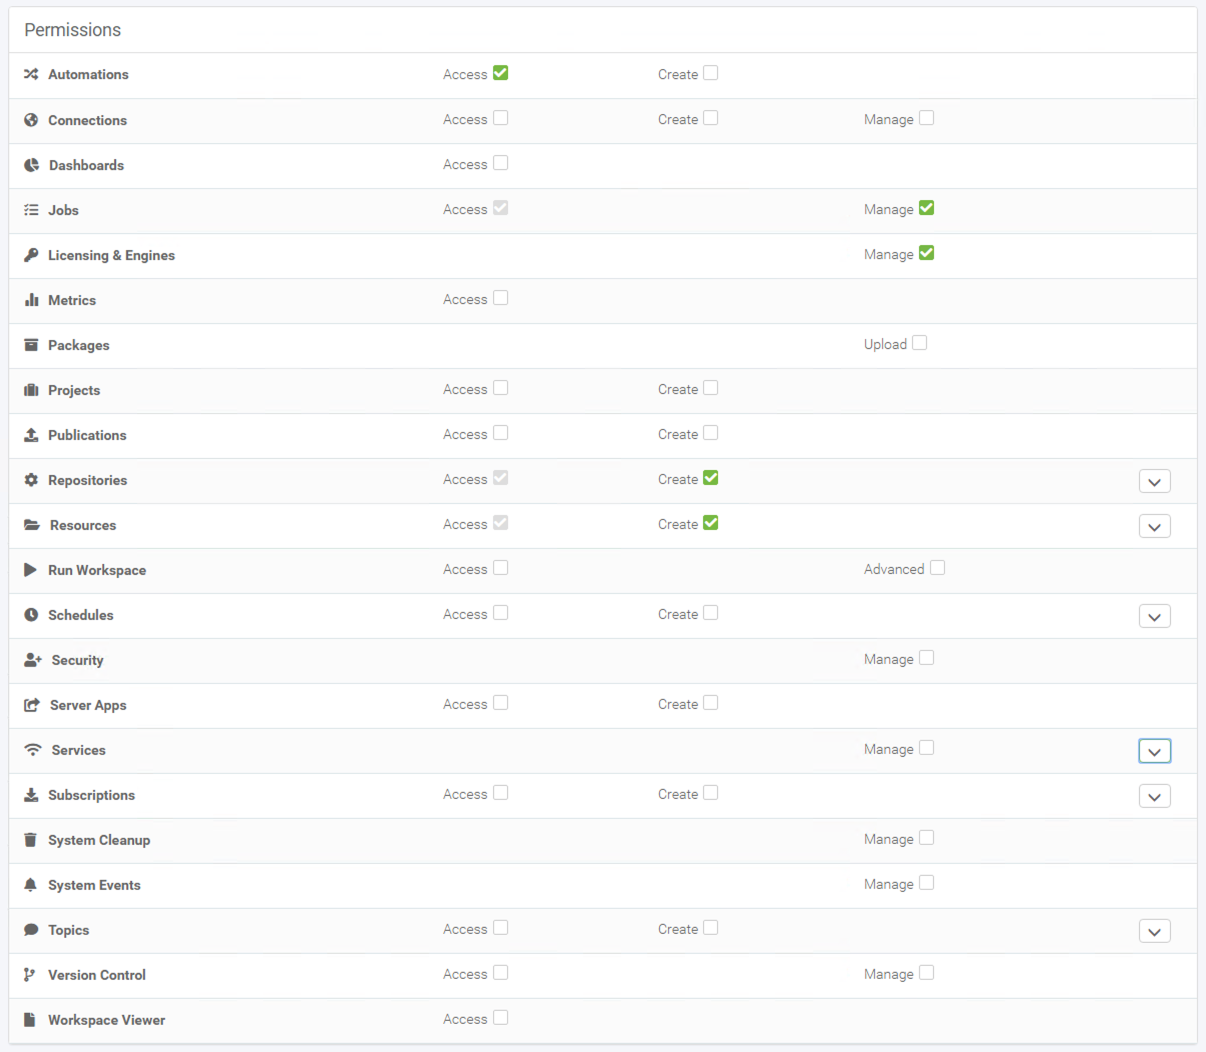 Permissions
Automations Access Create
Connections Access Create Manage
Dashboards Access
Jobs Access Manage
Licensing & Engines Manage
Metrics Access
Packages Upload
Projects Access Create
Publications Access Create
Repositories Access Create
Resources Access Create
Run Workspace Access Advanced
Schedules Access Create
Security Manage
Server Apps Access Create
Services Manage
Subscriptions Access Create
System Cleanup Manage
System Events Manage
Topics Access Create
Version Control Access Manage
Workspace Viewer Access